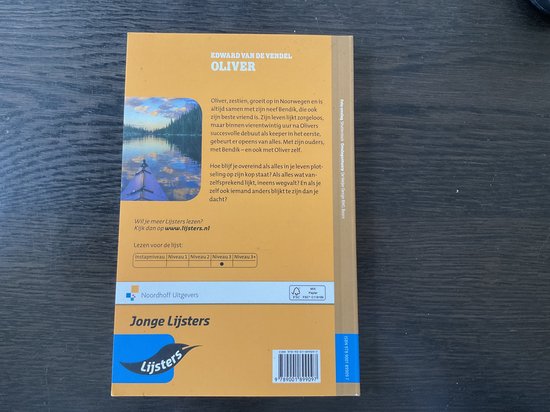 EDWARD VAN DE VENDEL
OLIVER
Oliver, zestien, groeit op in Noorwegen en is
altijd samen met zijn neef Bendik, die ook
zijn beste vriend is. Zijn leven lijkt zorgeloos,
maar binnen vierentwintig uur na Olivers
succesvolle debuut als keeper in het eerste,
gebeurt er opeens van alles. Met zijn ouders,
met Bendik – en ook met Oliver zelf.
Hoe blijf je overeind als alles in je leven plot-
seling op zijn kop staat? Als alles wat van-
zelfsprekend lijkt, ineens wegvalt? En als je
zelf ook iemand anders blijkt te zijn dan je
dacht?
Wil je meer Lijsters lezen?
Kijk dan op www.lijsters.nl
Lezen voor de lijst:
Instapniveau Niveau 1 Niveau 2 Niveau 3 Niveau 3+
Noordhoff Uitgevers
FSC
MIX
Papier
Jonge Lijsters
Lijsters
9 789001 899097